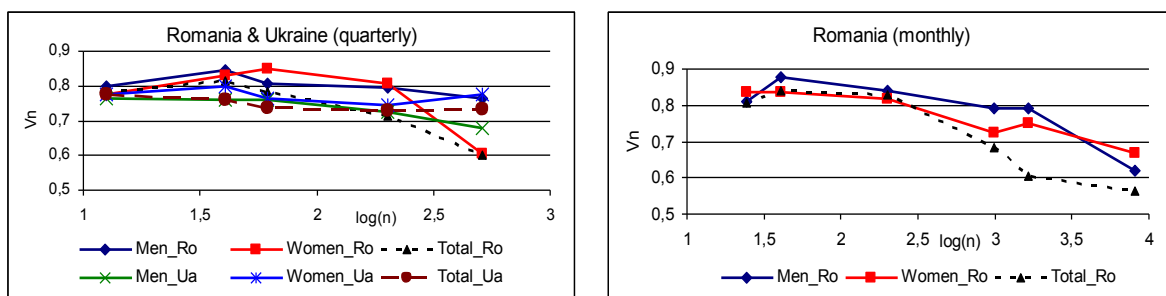 Romania & Ukraine (quarterly)
0,9
0,8
0,7
0,6
0,5
Vn
1
1,5
2
2,5
3
log(n)
Men_Ro
Women_Ro
Total_Ro
Men_Ua
Women_Ua
Total_Ua
Romania (monthly)
0,9
0,8
0,7
0,6
0,5
Vn
1
1,5
2
2,5
3
3,5
4
log(n)
Men_Ro
Women_Ro
Total_Ro